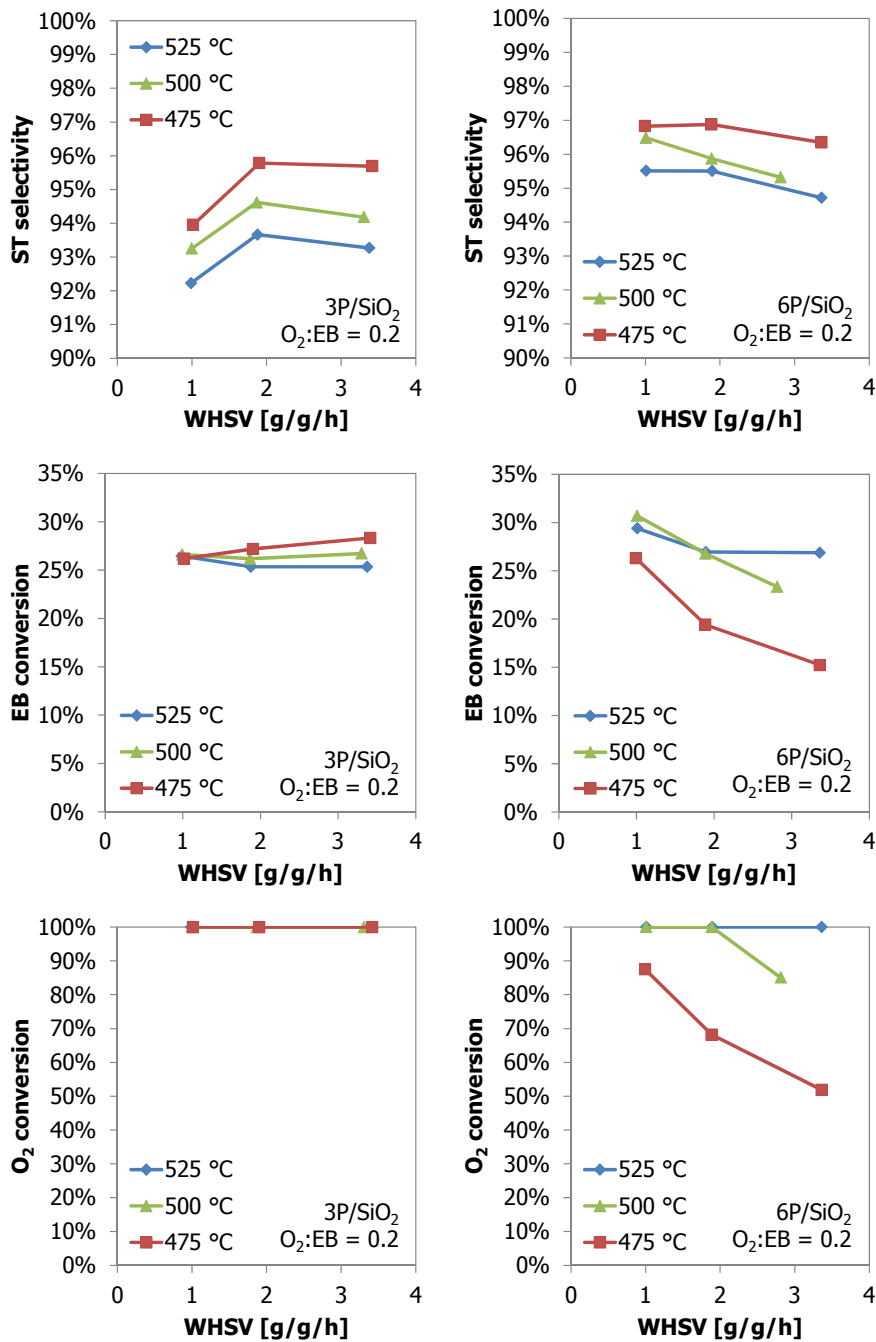 ST selectivity
100%
99%
98%
97%
96%
95%
94%
93%
92%
91%
90%
525 °C
500 °C
475 °C
3P/SiO₂
O₂:EB = 0.2
0 1 2 3 4
WHSV [g/g/h]
ST selectivity
100%
99%
98%
97%
96%
95%
94%
93%
92%
91%
90%
525 °C
500 °C
475 °C
6P/SiO₂
O₂:EB = 0.2
0 1 2 3 4
WHSV [g/g/h]
EB conversion
35%
30%
25%
20%
15%
10%
5%
0%
525 °C
500 °C
475 °C
3P/SiO₂
O₂:EB = 0.2
0 1 2 3 4
WHSV [g/g/h]
EB conversion
35%
30%
25%
20%
15%
10%
5%
0%
525 °C
500 °C
475 °C
6P/SiO₂
O₂:EB = 0.2
0 1 2 3 4
WHSV [g/g/h]
O₂ conversion
100%
90%
80%
70%
60%
50%
40%
30%
20%
10%
0%
525 °C
500 °C
475 °C
3P/SiO₂
O₂:EB = 0.2
0 1 2 3 4
WHSV [g/g/h]
O₂ conversion
100%
90%
80%
70%
60%
50%
40%
30%
20%
10%
0%
525 °C
500 °C
475 °C
6P/SiO₂
O₂:EB = 0.2
0 1 2 3 4
WHSV [g/g/h]